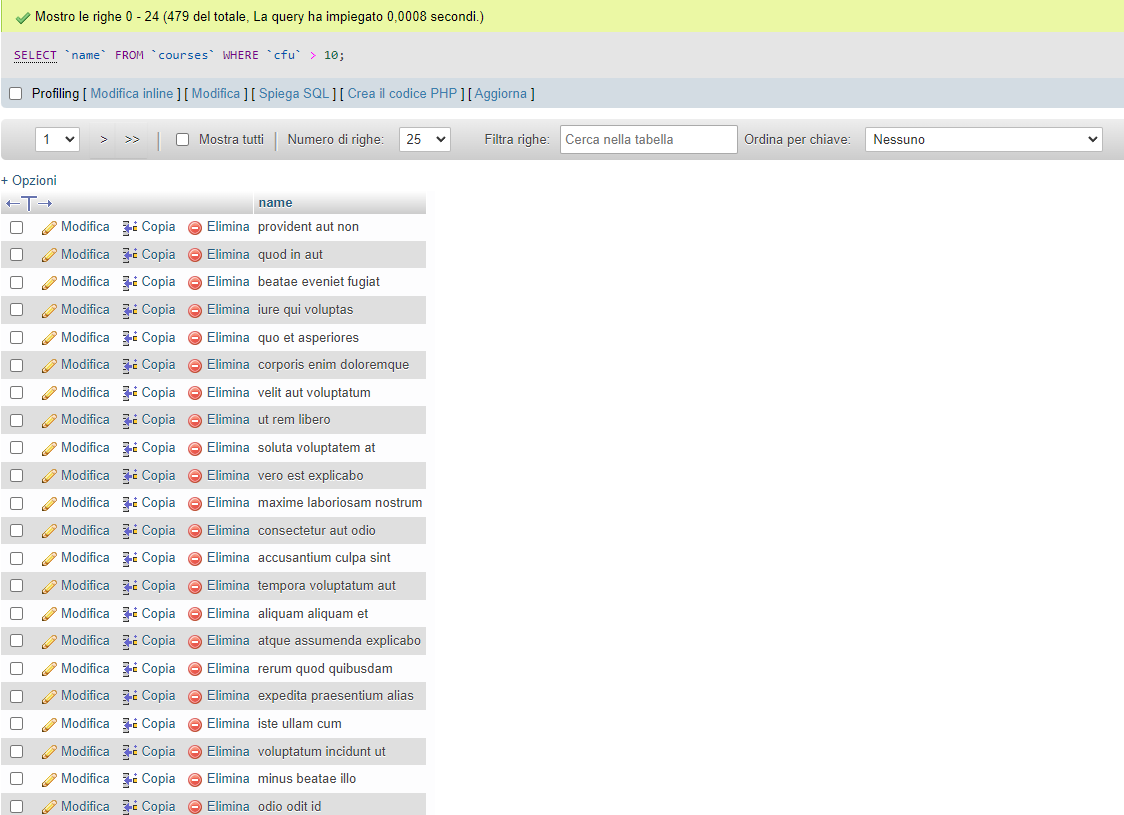 Mostro le righe 0 - 24 (479 del totale, La query ha impiegato 0,0008 secondi.)
SELECT `name` FROM `courses` WHERE `cfu` > 10;
Profiling [ Modifica inline ] [ Modifica ] [ Spiega SQL ] [ Crea il codice PHP ] [ Aggiorna ]
1 > >> | Mostra tutti | Numero di righe: 25 Filtra righe: Cerca nella tabella Ordina per chiave: Nessuno
+ Opzioni
←T→ name
Modifica Copia Elimina provident aut non
Modifica Copia Elimina quod in aut
Modifica Copia Elimina beatae eveniet fugiat
Modifica Copia Elimina iure qui voluptas
Modifica Copia Elimina quo et asperiores
Modifica Copia Elimina corporis enim doloremque
Modifica Copia Elimina velit aut voluptatum
Modifica Copia Elimina ut rem libero
Modifica Copia Elimina soluta voluptatem at
Modifica Copia Elimina vero est explicabo
Modifica Copia Elimina maxime laboriosam nostrum
Modifica Copia Elimina consectetur aut odio
Modifica Copia Elimina accusantium culpa sint
Modifica Copia Elimina tempora voluptatum aut
Modifica Copia Elimina aliquam aliquam et
Modifica Copia Elimina atque assumenda explicabo
Modifica Copia Elimina rerum quod quibusdam
Modifica Copia Elimina expedita praesentium alias
Modifica Copia Elimina iste ullam cum
Modifica Copia Elimina voluptatum incidunt ut
Modifica Copia Elimina minus beatae illo
Modifica Copia Elimina odio odit id